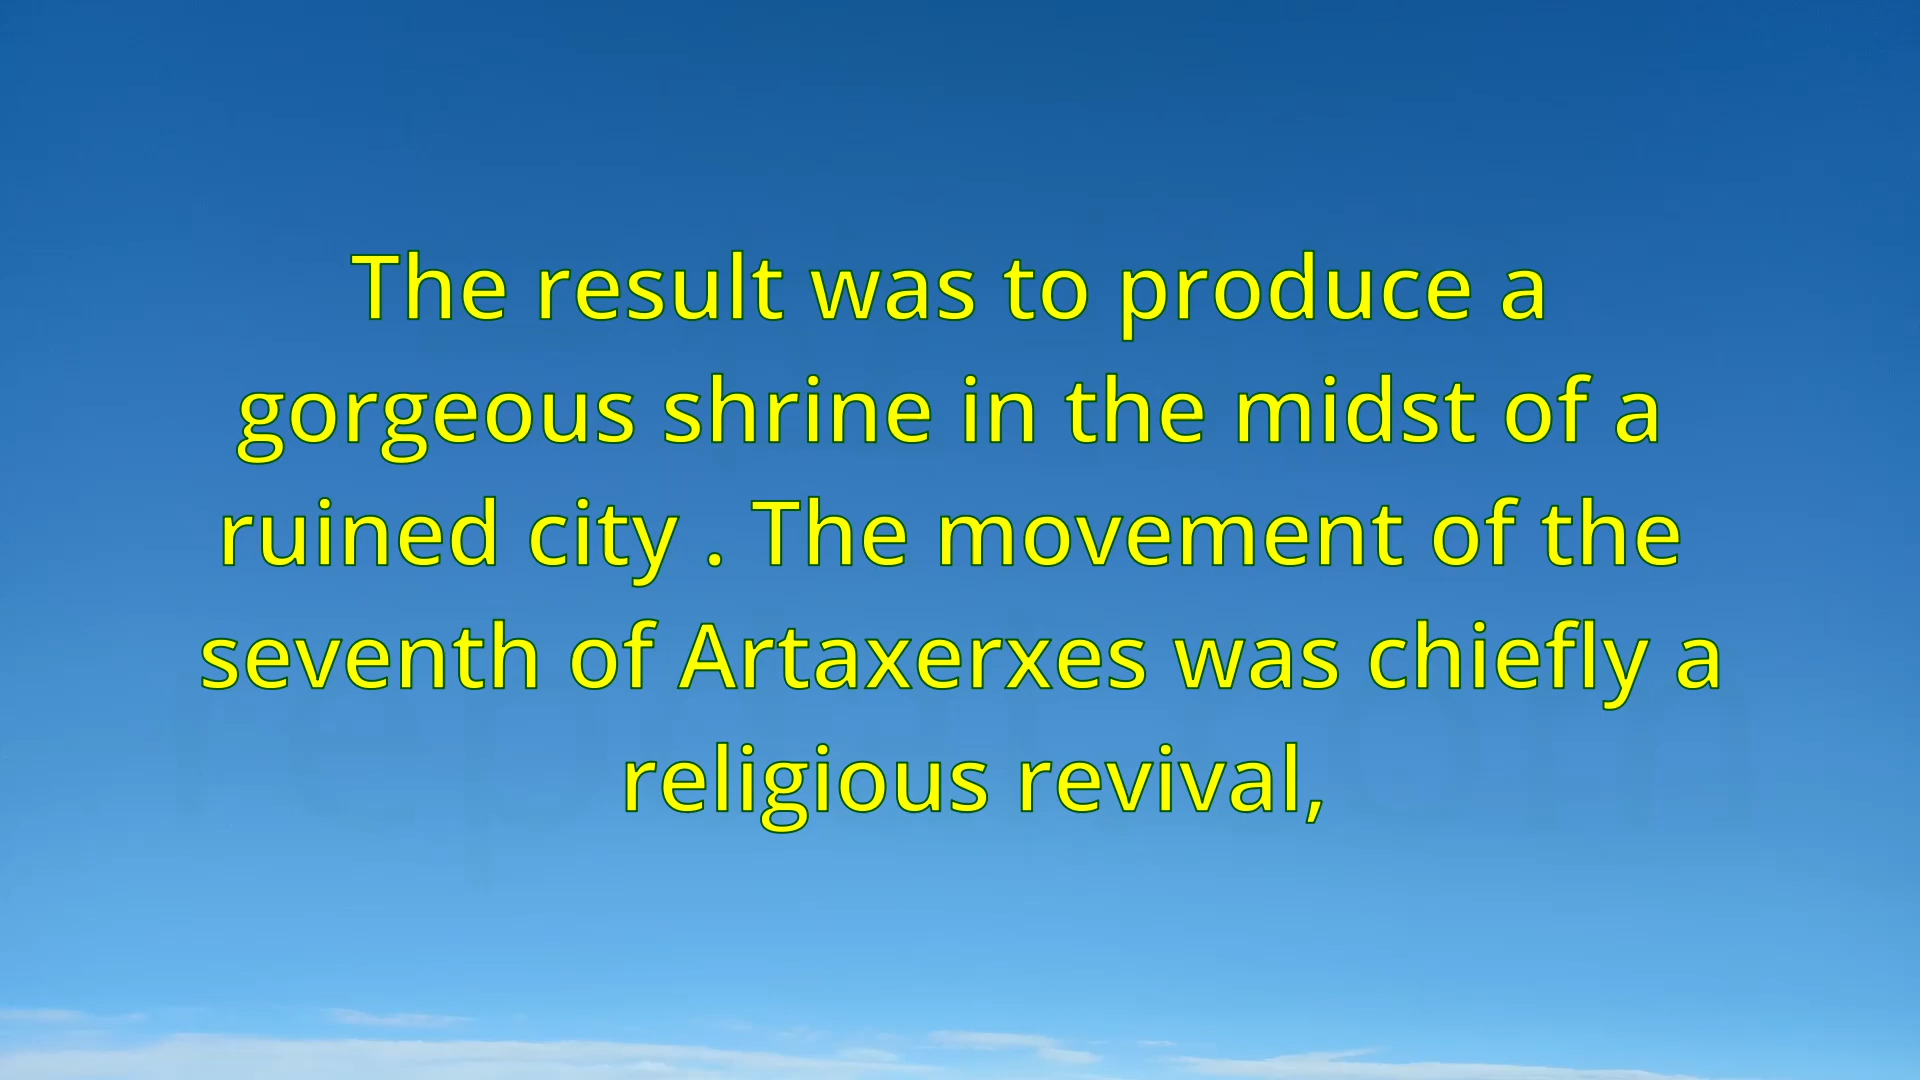 The result was to produce a
gorgeous shrine in the midst of a
ruined city . The movement of the
seventh of Artaxerxes was chiefly a
religious revival,